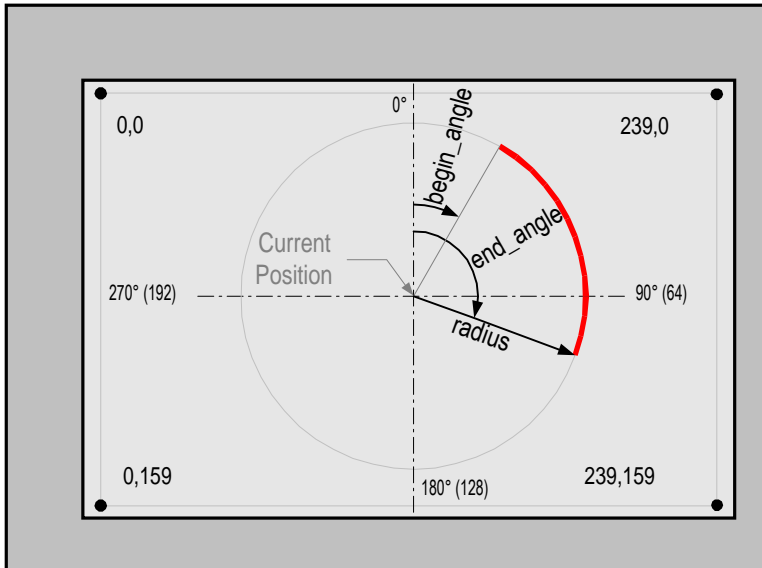 0°
0,0
239,0
begin_angle
end_angle
Current
Position
270° (192)
90° (64)
radius
0,159
239,159
180° (128)